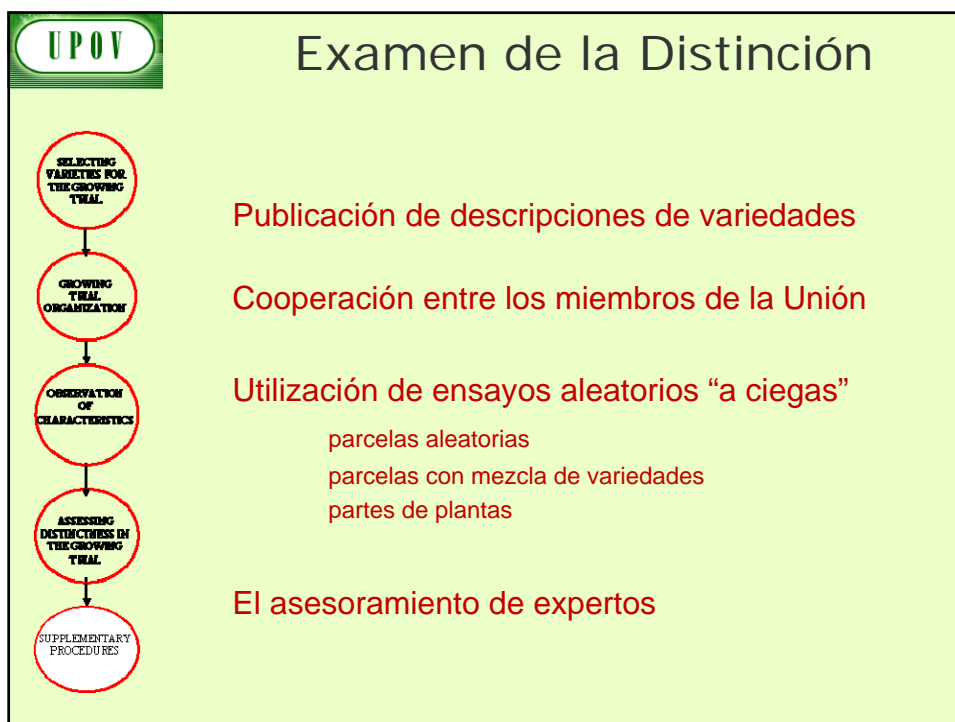 UPOV
Examen de la Distinción
SELECTING
VARIETIES FOR
THE GROWING
TRIAL
GROWING
TRIAL
ORGANIZATION
OBSERVATION
OF
CHARACTERISTICS
ASSESSING
DISTINCTNESS IN
THE GROWING
TRIAL
SUPPLEMENTARY
PROCEDURES
Publicación de descripciones de variedades
Cooperación entre los miembros de la Unión
Utilización de ensayos aleatorios “a ciegas”
parcelas aleatorias
parcelas con mezcla de variedades
partes de plantas
El asesoramiento de expertos